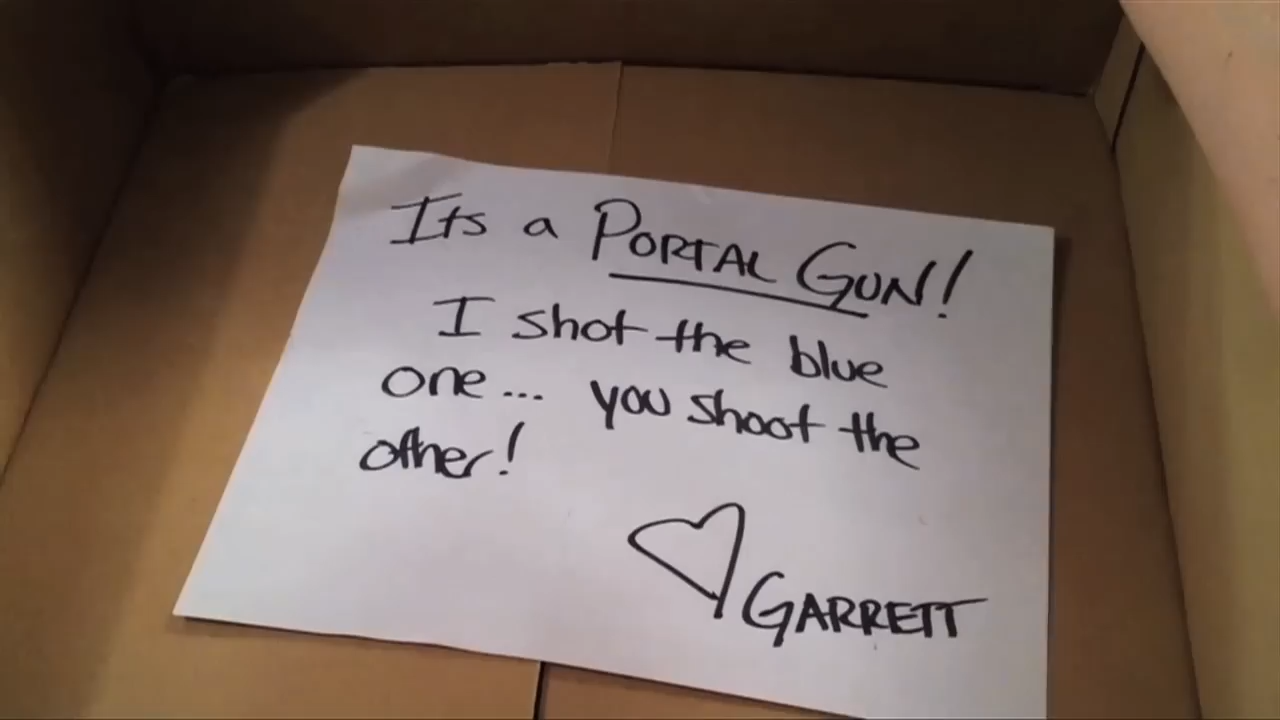 Its a PORTAL GUN!
I shot the blue
one... you shoot the
other!
♡ GARRETT